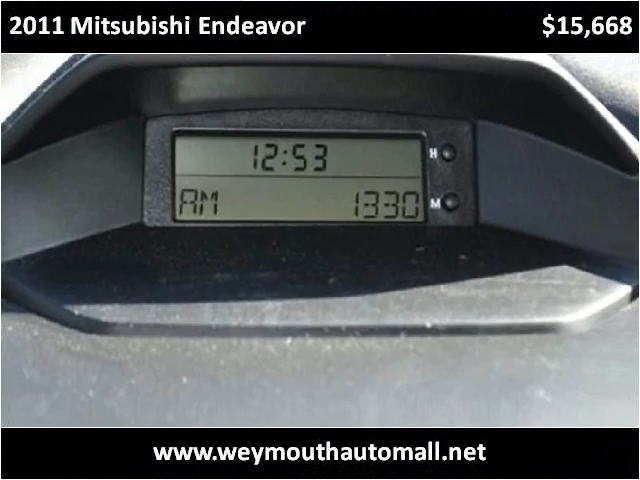 2011 Mitsubishi Endeavor $15,668
12:53
H
AM 1330
M
www.weymouthautomall.net